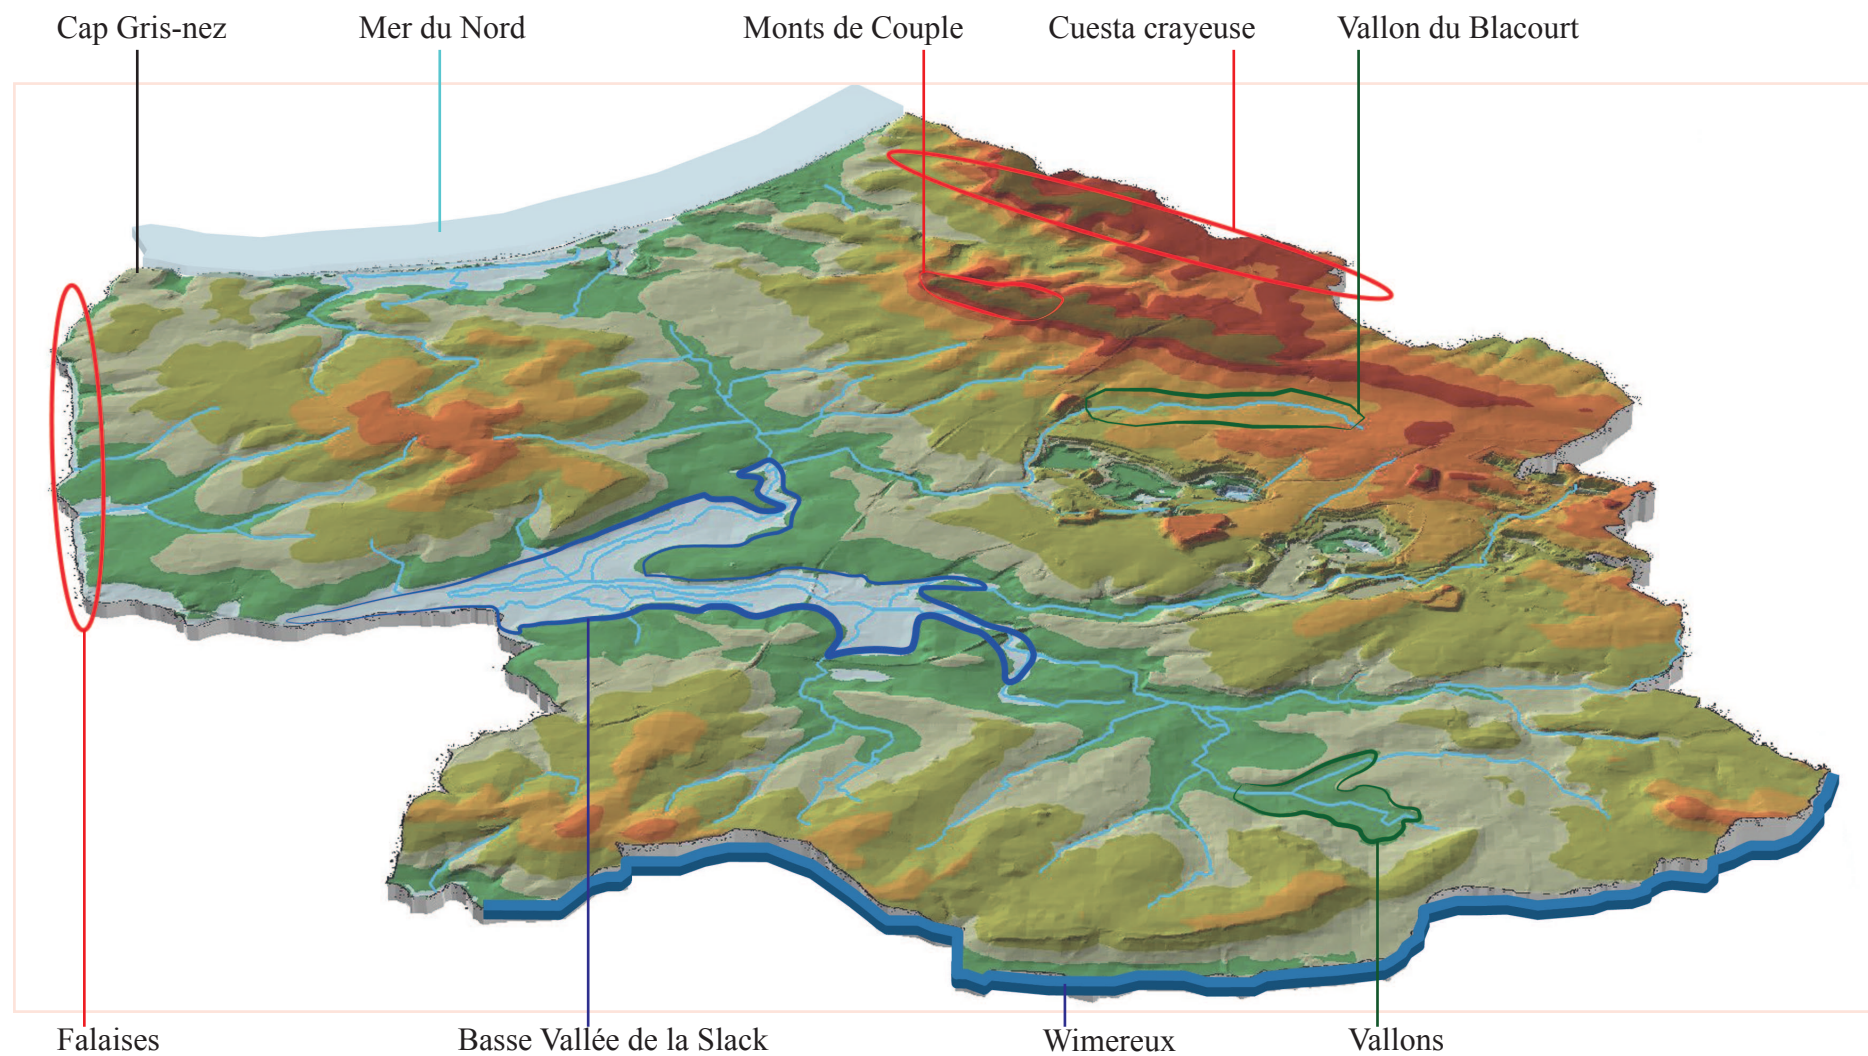 Cap Gris-nez
Mer du Nord
Monts de Couple
Cuesta crayeuse
Vallon du Blacourt
Falaises
Basse Vallée de la Slack
Wimereux
Vallons